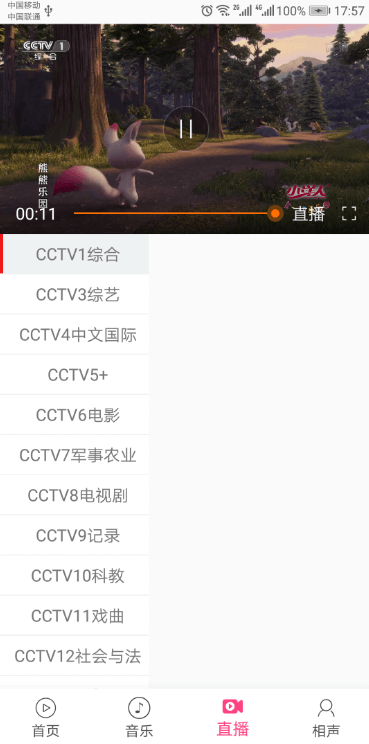 中国移动
中国联通
2G
4G
100%
17:57
CCTV 1
综合
熊熊乐园
小主人
00:11
直播
CCTV1综合
CCTV3综艺
CCTV4中文国际
CCTV5+
CCTV6电影
CCTV7军事农业
CCTV8电视剧
CCTV9记录
CCTV10科教
CCTV11戏曲
CCTV12社会与法
首页
音乐
直播
相声